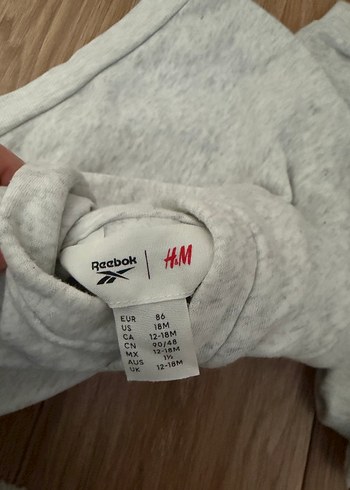 Reebok | H&M
EUR 86
US 18M
CA 12-18M
CN 90/48
MX 12-18M
AUS 1½
UK 12-18M